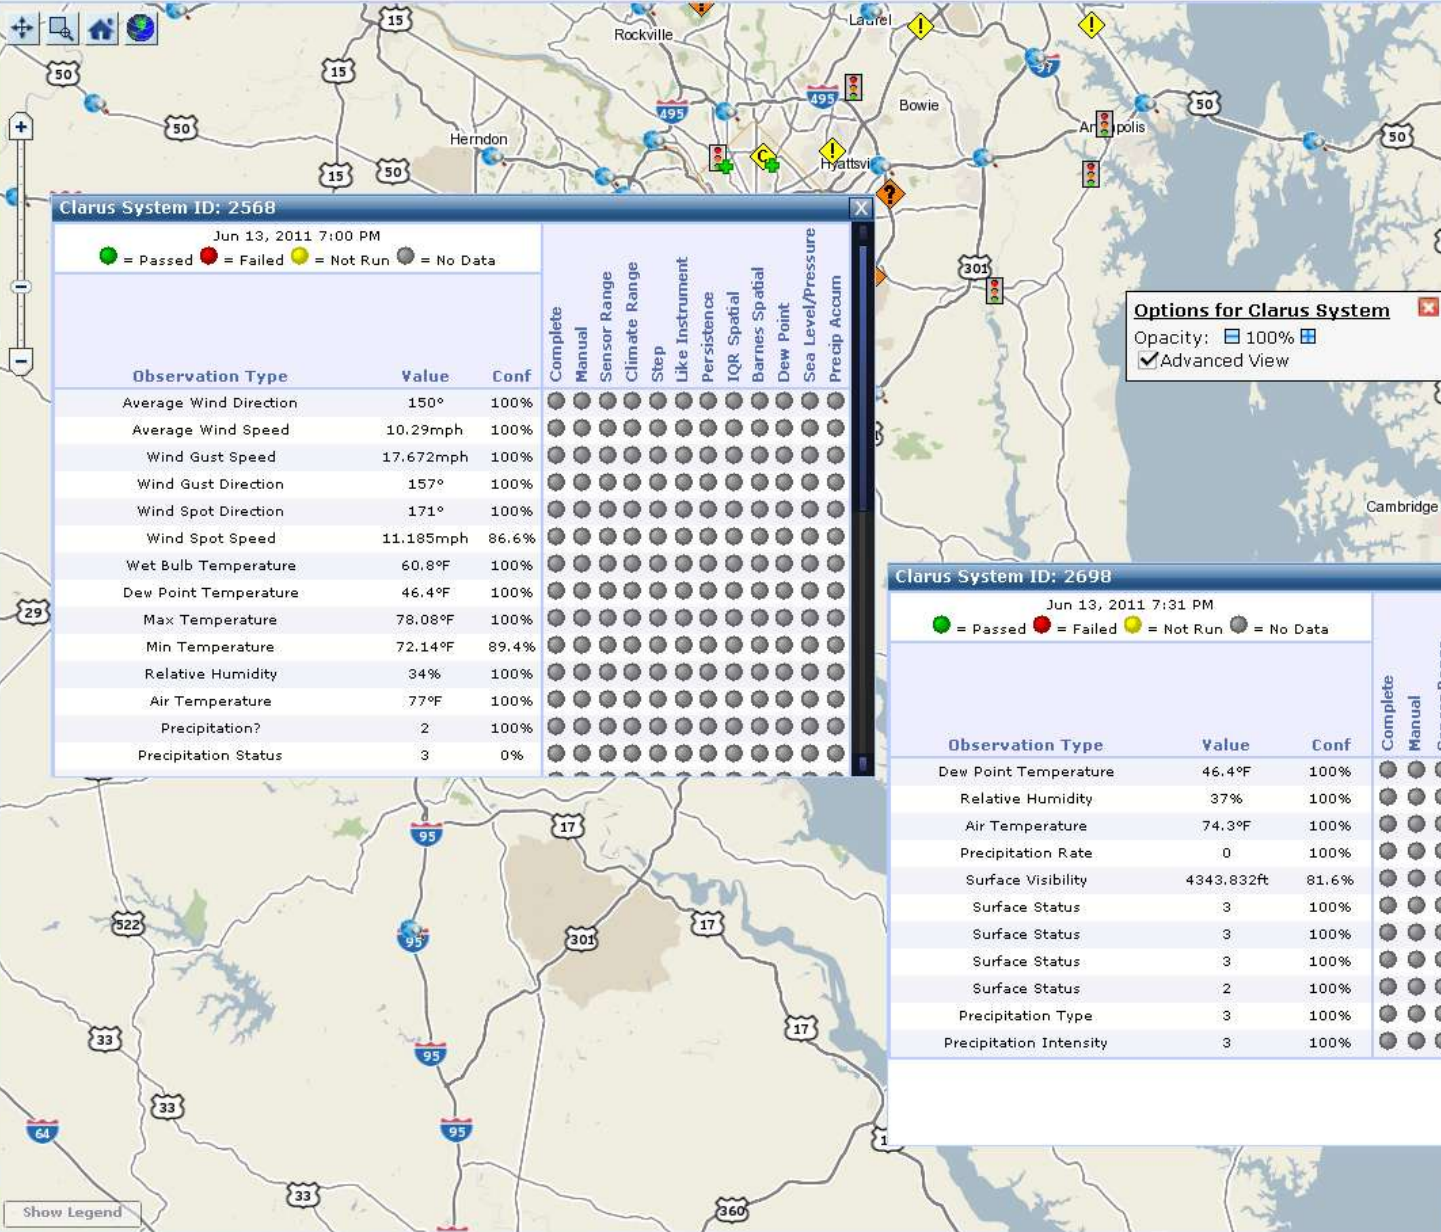 15
Rockville
Laurel
50
15
97
495
495
Bowie
50
50
Annapolis
50
Herndon
15
50
Hyattsvi
Clarus System ID: 2568
X
Jun 13, 2011 7:00 PM
= Passed = Failed = Not Run = No Data
Complete
Manual
Sensor Range
Climate Range
Step
Like Instrument
Persistence
IQR Spatial
Barnes Spatial
Dew Point
Sea Level/Pressure
Precip Accum
Observation Type Value Conf
Average Wind Direction 150° 100%
Average Wind Speed 10.29mph 100%
Wind Gust Speed 17.672mph 100%
Wind Gust Direction 157° 100%
Wind Spot Direction 171° 100%
Wind Spot Speed 11.185mph 86.6%
Wet Bulb Temperature 60.8°F 100%
Dew Point Temperature 46.4°F 100%
Max Temperature 78.08°F 100%
Min Temperature 72.14°F 89.4%
Relative Humidity 34% 100%
Air Temperature 77°F 100%
Precipitation? 2 100%
Precipitation Status 3 0%
301
Options for Clarus System
Opacity: 100%
Advanced View
Cambridge
29
Clarus System ID: 2698
Jun 13, 2011 7:31 PM
= Passed = Failed = Not Run = No Data
Complete
Manual
Observation Type Value Conf
Dew Point Temperature 46.4°F 100%
Relative Humidity 37% 100%
Air Temperature 74.3°F 100%
Precipitation Rate 0 100%
Surface Visibility 4343.832ft 81.6%
Surface Status 3 100%
Surface Status 3 100%
Surface Status 3 100%
Surface Status 2 100%
Precipitation Type 3 100%
Precipitation Intensity 3 100%
95
17
522
95
301
17
33
95
17
33
64
95
33
360
Show Legend